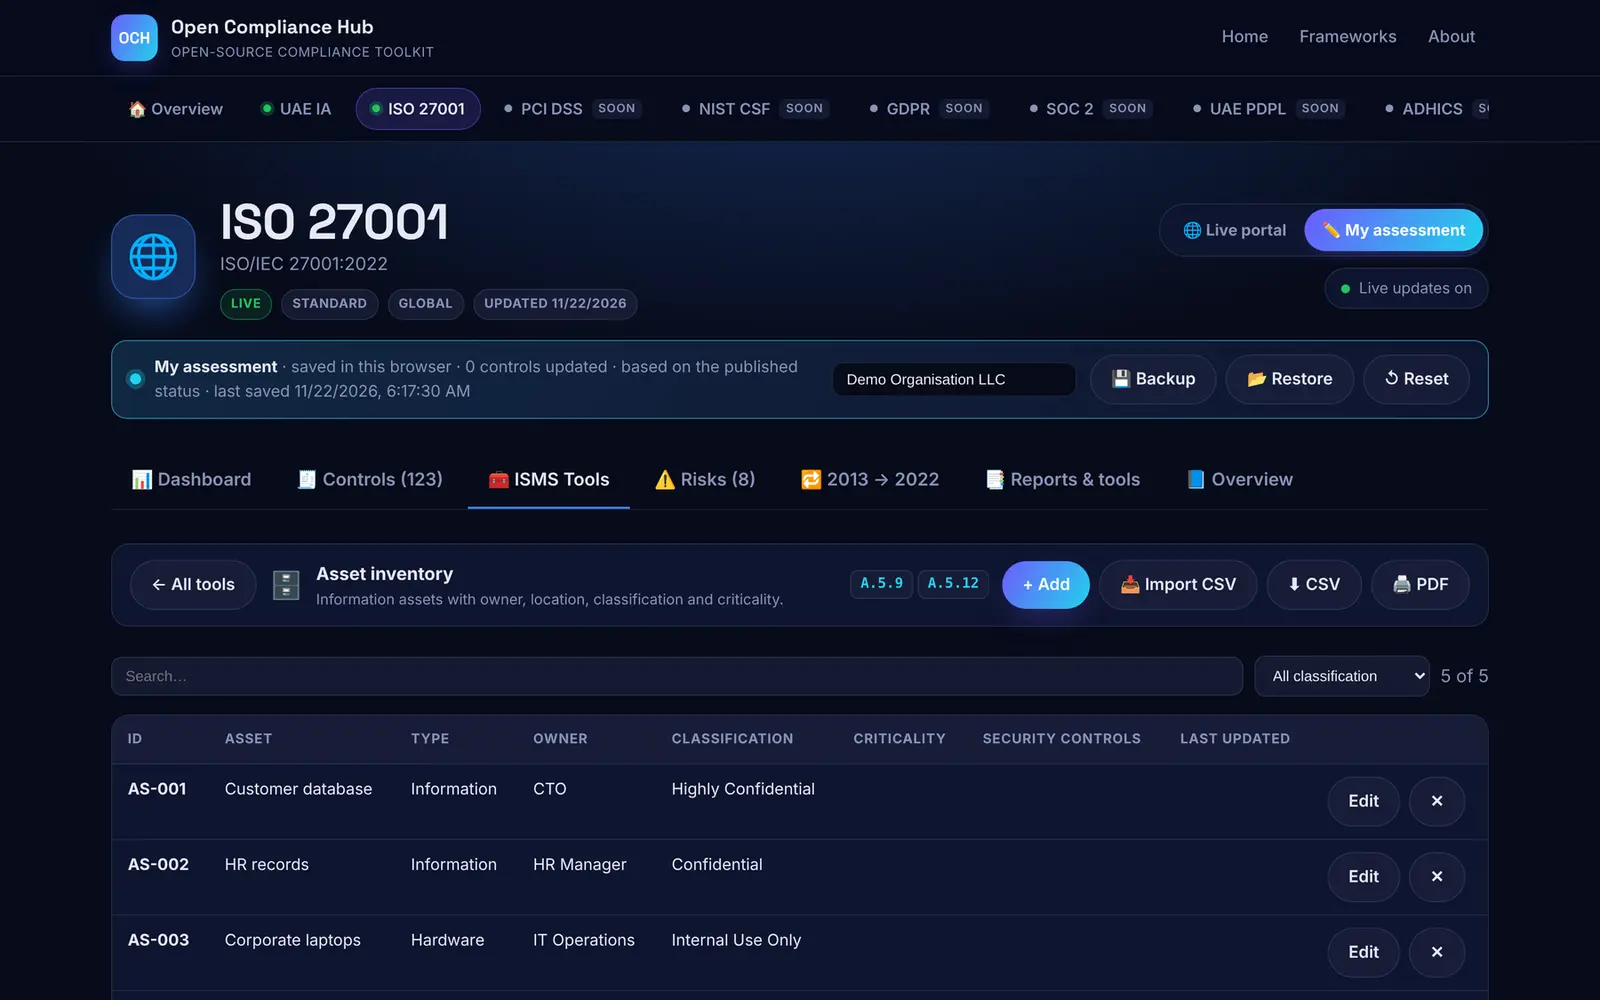 OCH
Open Compliance Hub
OPEN-SOURCE COMPLIANCE TOOLKIT
Home
Frameworks
About
Overview
UAE IA
ISO 27001
PCI DSS SOON
NIST CSF SOON
GDPR SOON
SOC 2 SOON
UAE PDPL SOON
ADHICS
ISO 27001
ISO/IEC 27001:2022
LIVE
STANDARD
GLOBAL
UPDATED 11/22/2026
Live portal
My assessment
Live updates on
My assessment · saved in this browser · 0 controls updated · based on the published
status · last saved 11/22/2026, 6:17:30 AM
Demo Organisation LLC
Backup
Restore
Reset
Dashboard
Controls (123)
ISMS Tools
Risks (8)
2013 → 2022
Reports & tools
Overview
← All tools
Asset inventory
Information assets with owner, location, classification and criticality.
A.5.9
A.5.12
+ Add
Import CSV
CSV
PDF
Search...
All classification
5 of 5
ID ASSET TYPE OWNER CLASSIFICATION CRITICALITY SECURITY CONTROLS LAST UPDATED
AS-001 Customer database Information CTO Highly Confidential Edit ✕
AS-002 HR records Information HR Manager Confidential Edit ✕
AS-003 Corporate laptops Hardware IT Operations Internal Use Only Edit ✕